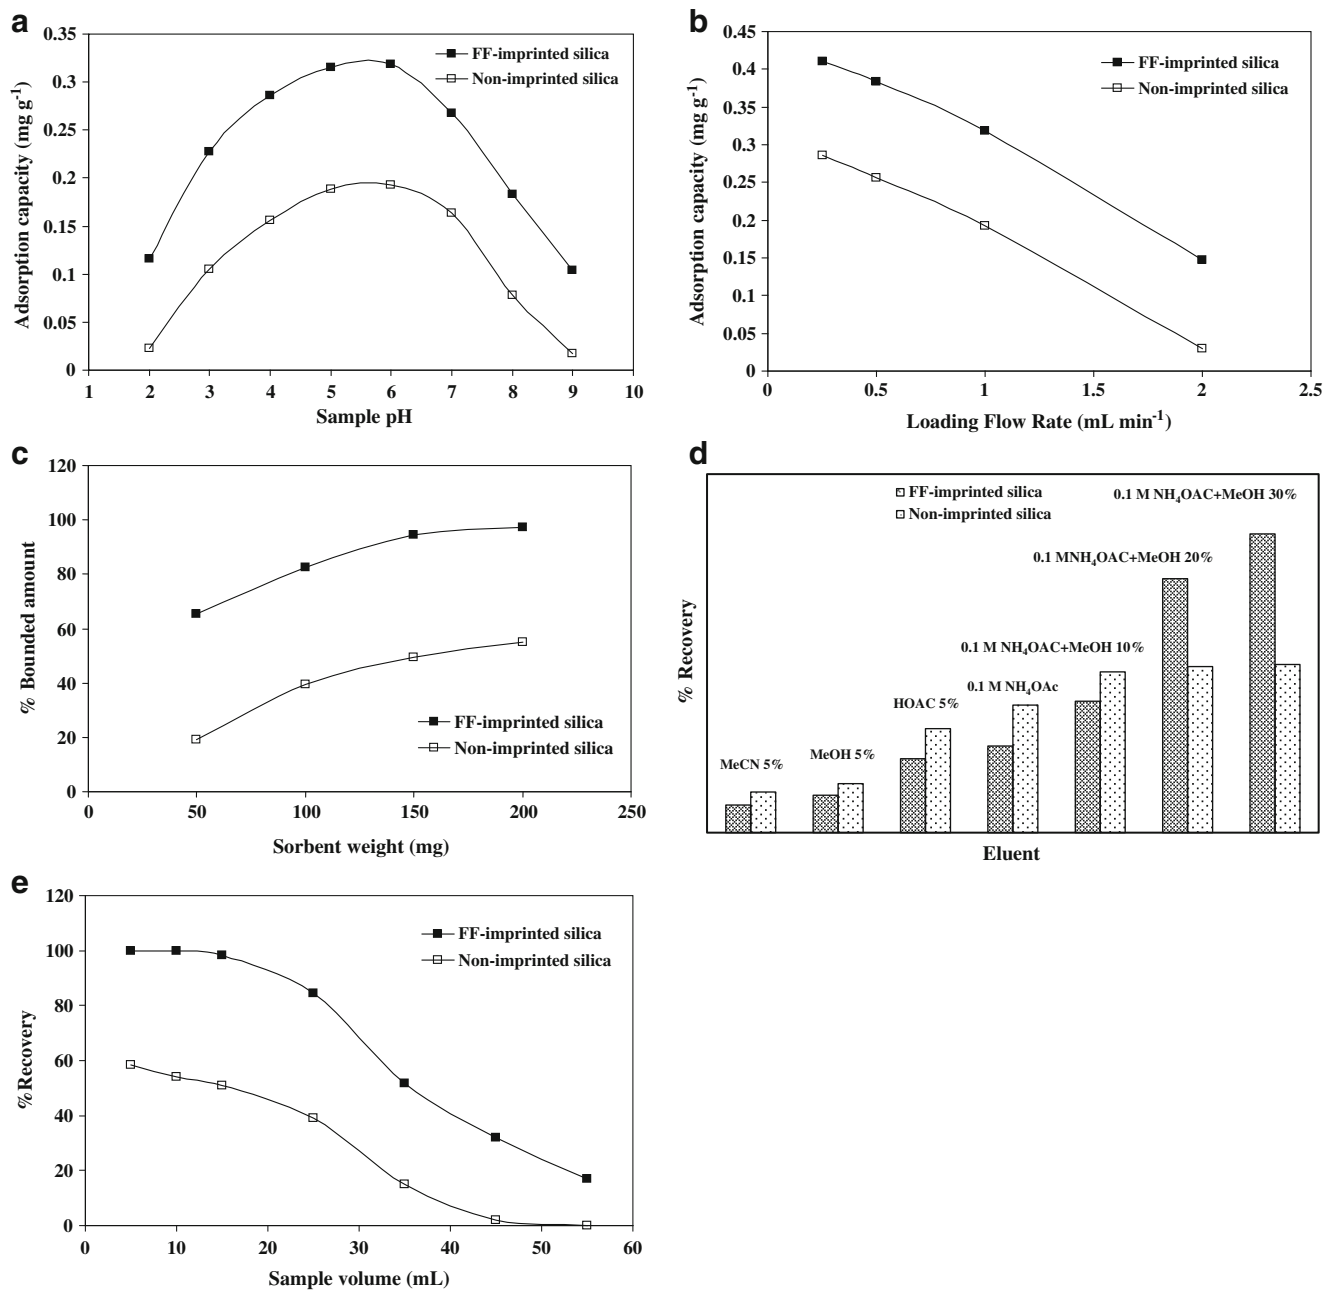 a
0.35
0.3
0.25
0.2
0.15
0.1
0.05
0
Adsorption capacity (mg g⁻¹)
FF-imprinted silica
Non-imprinted silica
1 2 3 4 5 6 7 8 9 10
Sample pH
b
0.45
0.4
0.35
0.3
0.25
0.2
0.15
0.1
0.05
0
Adsorption capacity (mg g⁻¹)
FF-imprinted silica
Non-imprinted silica
0 0.5 1 1.5 2 2.5
Loading Flow Rate (mL min⁻¹)
c
120
100
80
60
40
20
0
% Bounded amount
FF-imprinted silica
Non-imprinted silica
0 50 100 150 200 250
Sorbent weight (mg)
d
% Recovery
FF-imprinted silica
Non-imprinted silica
0.1 M NH₄OAC+MeOH 30%
0.1 MNH₄OAC+MeOH 20%
0.1 M NH₄OAC+MeOH 10%
0.1 M NH₄OAc
HOAC 5%
MeOH 5%
MeCN 5%
Eluent
e
120
100
80
60
40
20
0
%Recovery
FF-imprinted silica
Non-imprinted silica
0 10 20 30 40 50 60
Sample volume (mL)